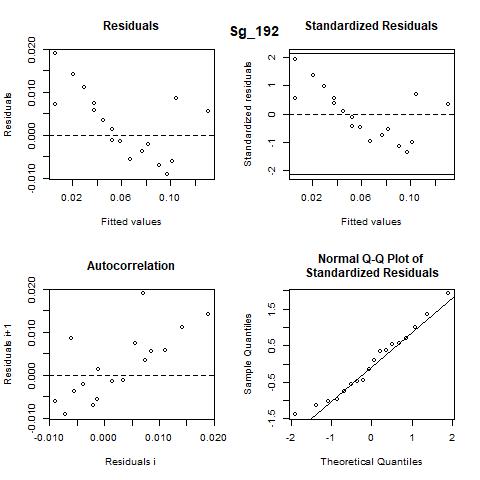 Sg_192
Residuals
Standardized Residuals
Residuals
-0.010 0.000 0.010 0.020
0.02 0.06 0.10
Fitted values
Standardized residuals
-2 -1 0 1 2
0.02 0.06 0.10
Fitted values
Autocorrelation
Normal Q-Q Plot of
Standardized Residuals
Residuals i+1
-0.010 0.000 0.010 0.020
-0.010 0.000 0.010 0.020
Residuals i
Sample Quantiles
-1.5 -0.5 0.5 1.5
-2 -1 0 1 2
Theoretical Quantiles